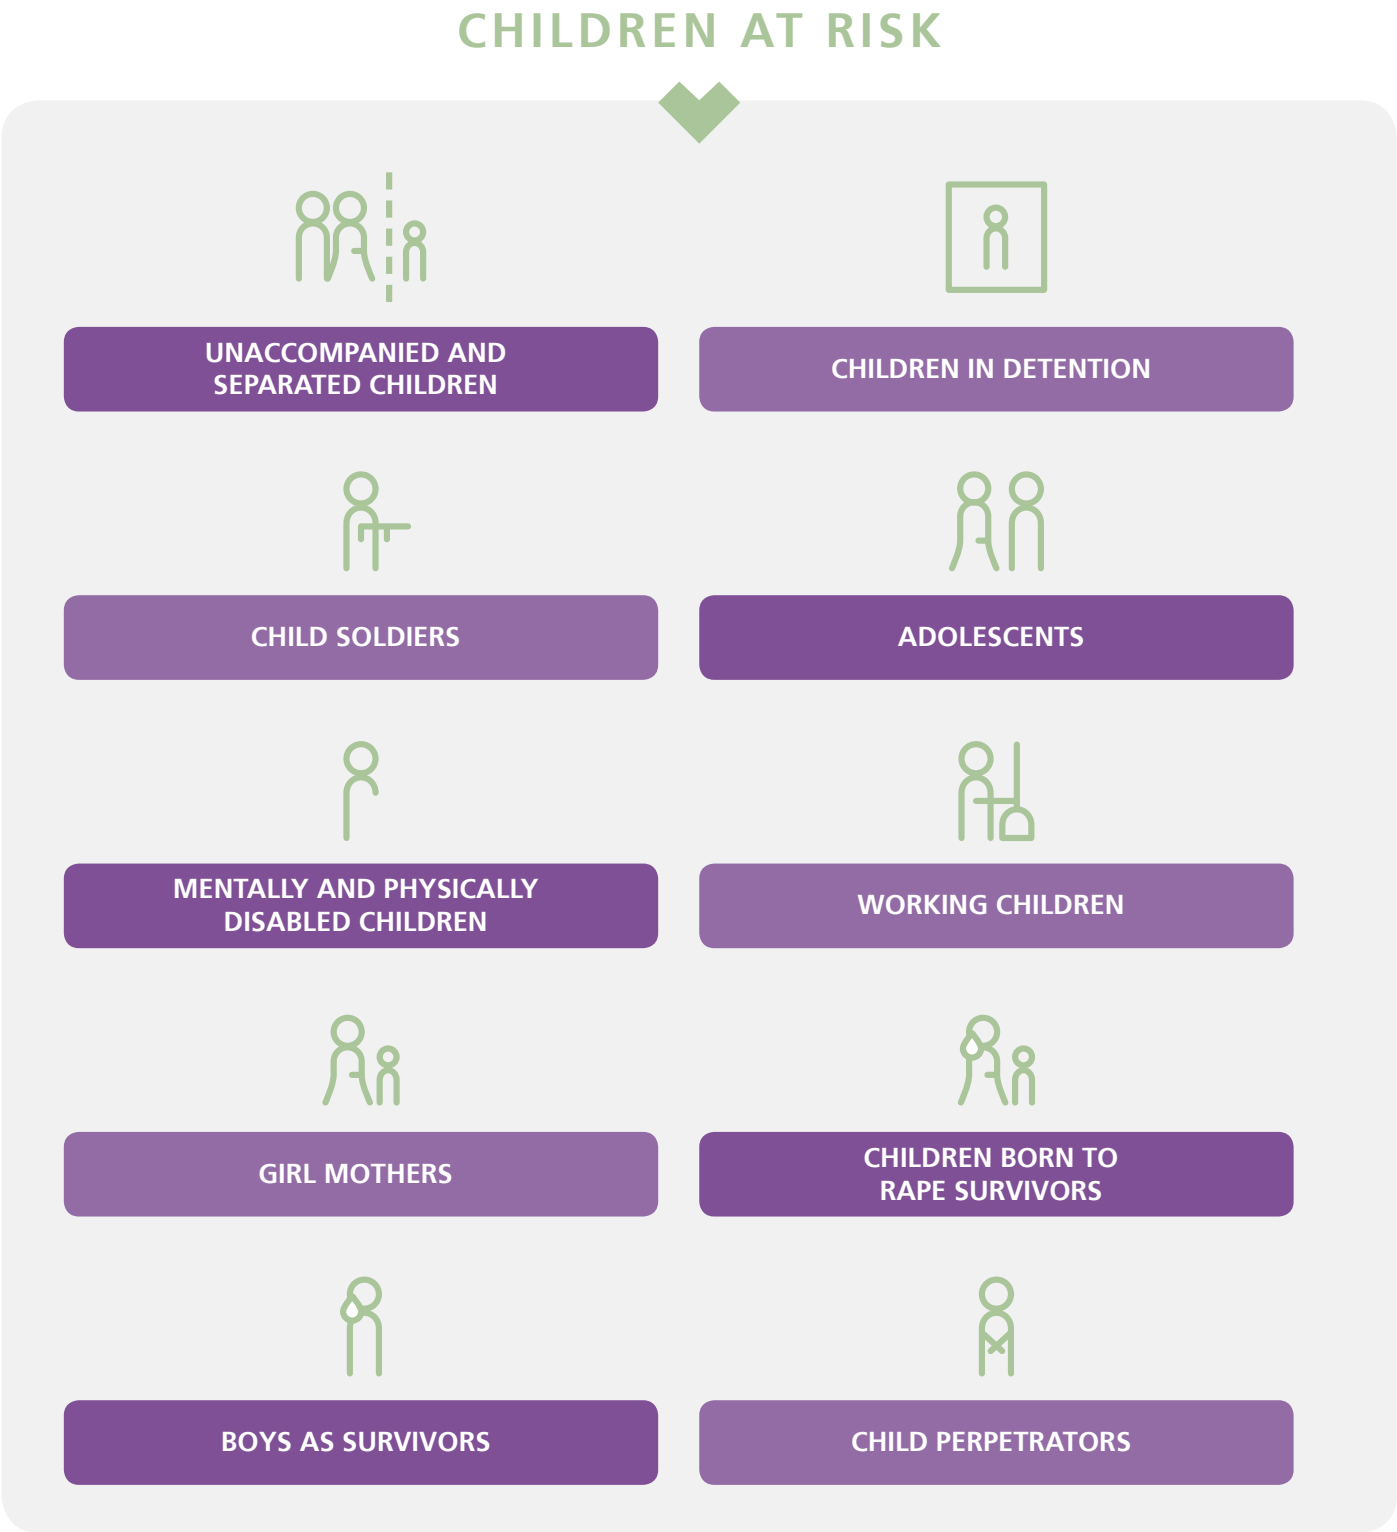 CHILDREN AT RISK
UNACCOMPANIED AND
SEPARATED CHILDREN
CHILDREN IN DETENTION
CHILD SOLDIERS
ADOLESCENTS
MENTALLY AND PHYSICALLY
DISABLED CHILDREN
WORKING CHILDREN
GIRL MOTHERS
CHILDREN BORN TO
RAPE SURVIVORS
BOYS AS SURVIVORS
CHILD PERPETRATORS